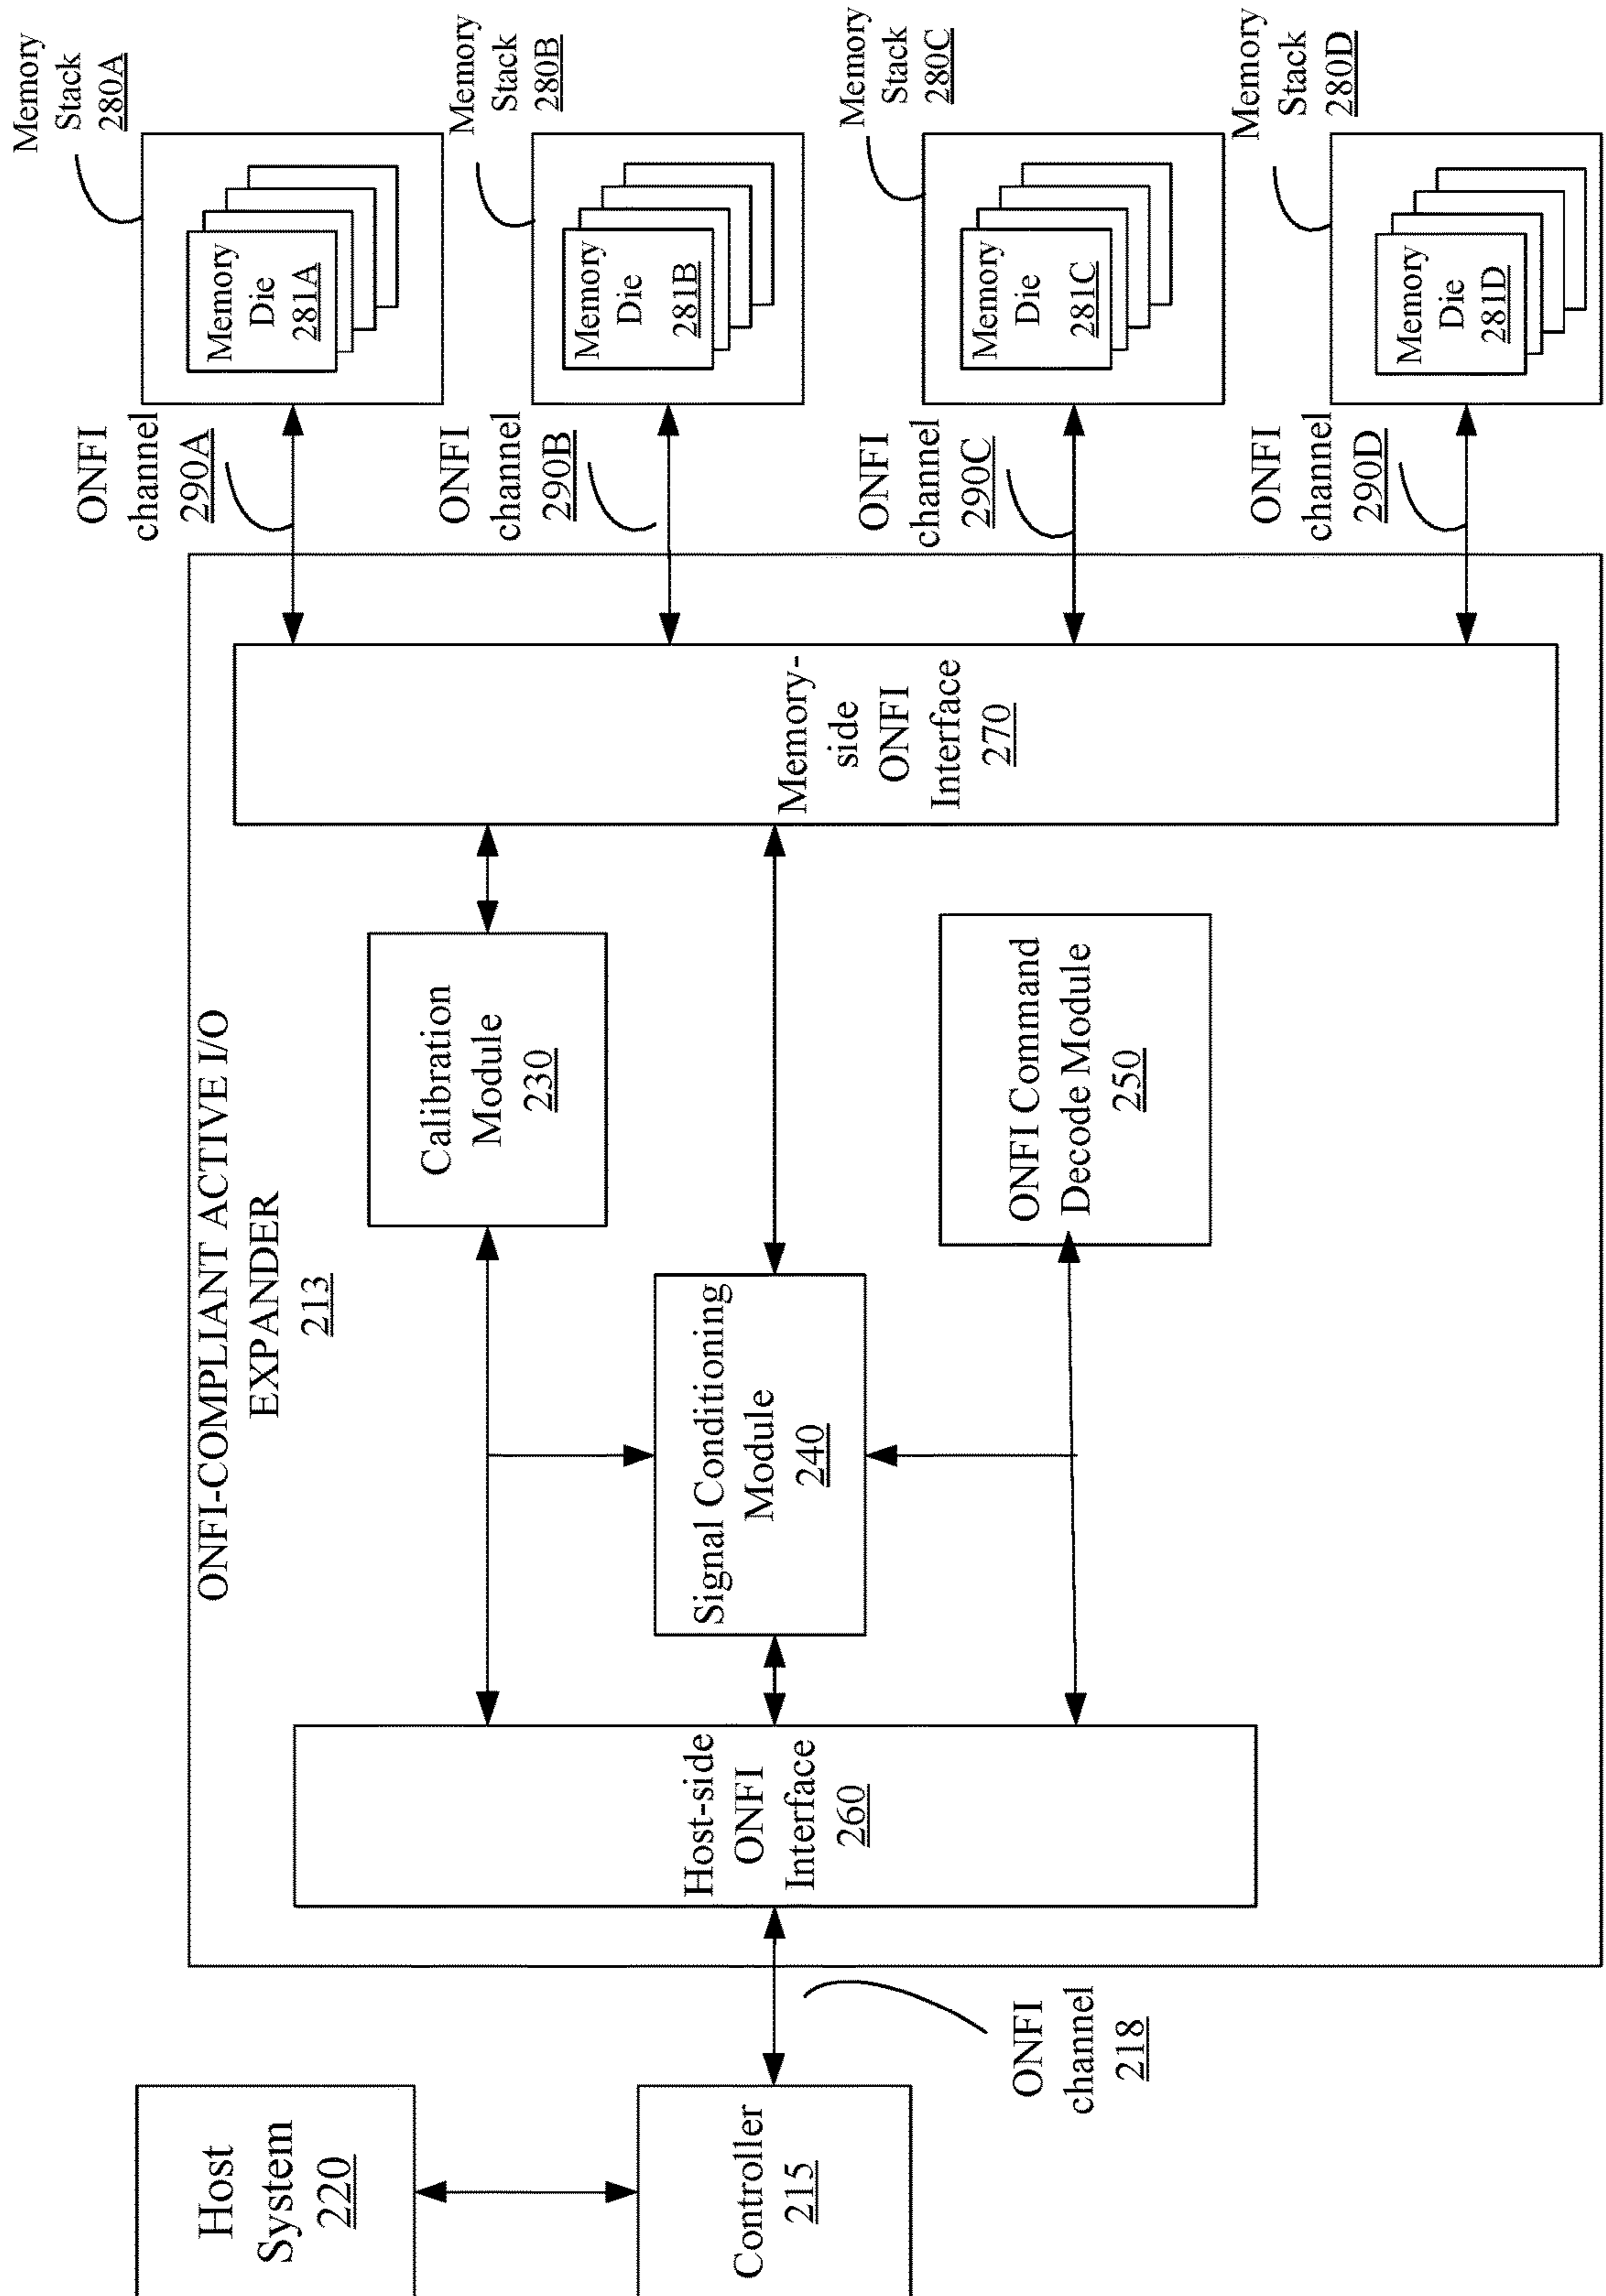 Host
System
220
Controller
215
ONFI
channel
218
ONFI-COMPLIANT ACTIVE I/O
EXPANDER
213
Host-side
ONFI
Interface
260
Calibration
Module
230
Signal Conditioning
Module
240
ONFI Command
Decode Module
250
Memory-
side
ONFI
Interface
270
ONFI
channel
290A
ONFI
channel
290B
ONFI
channel
290C
ONFI
channel
290D
Memory
Stack
280A
Memory
Die
281A
Memory
Stack
280B
Memory
Die
281B
Memory
Stack
280C
Memory
Die
281C
Memory
Stack
280D
Memory
Die
281D